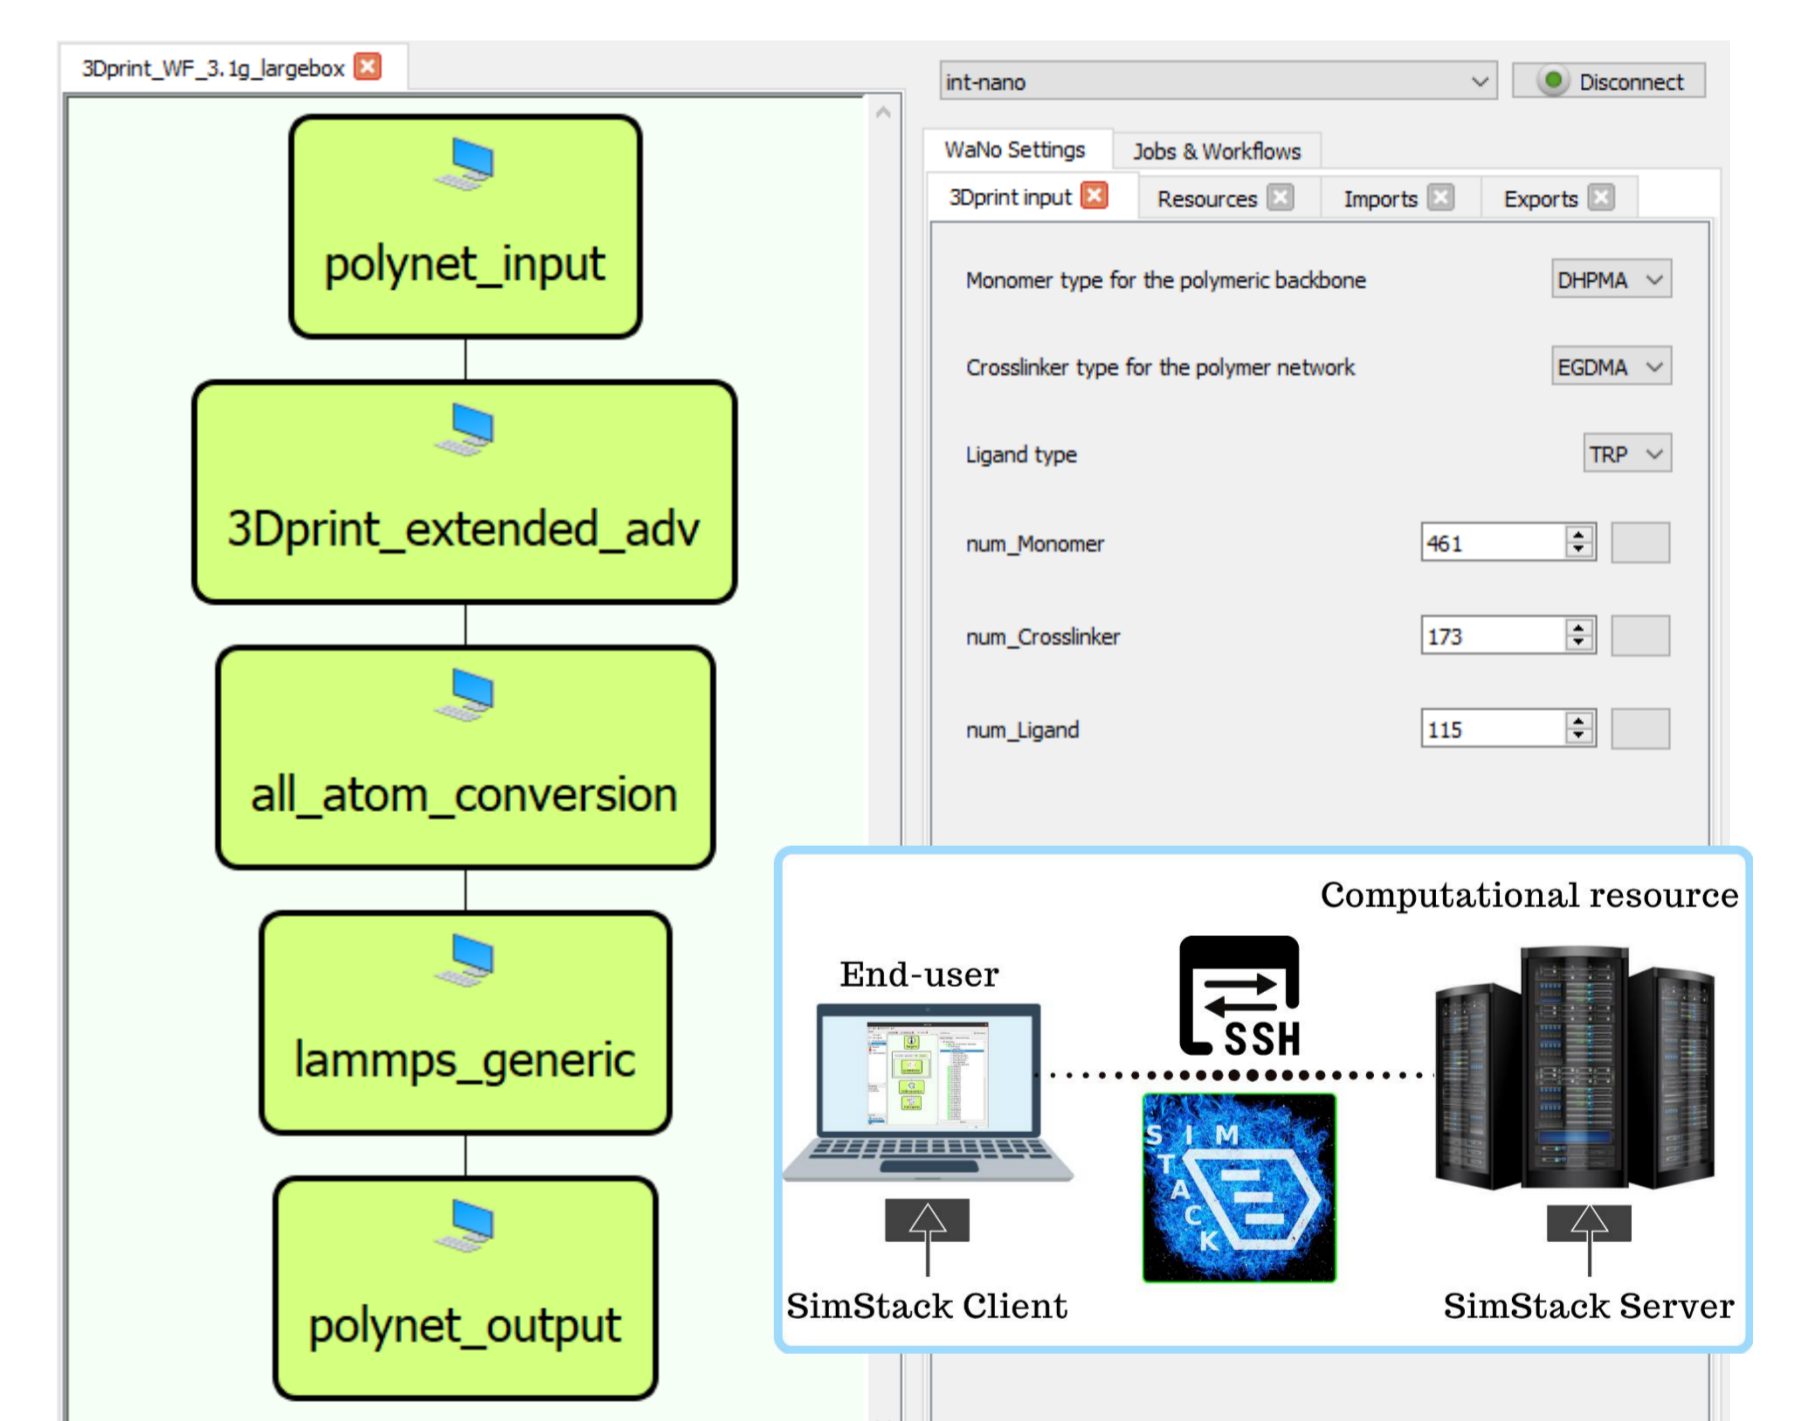 3Dprint_WF_3.1g_largebox
polynet_input
3Dprint_extended_adv
all_atom_conversion
lammps_generic
polynet_output
int-nano
Disconnect
WaNo Settings
Jobs & Workflows
3Dprint input
Resources
Imports
Exports
Monomer type for the polymeric backbone
DHPMA
Crosslinker type for the polymer network
EGDMA
Ligand type
TRP
num_Monomer
461
num_Crosslinker
173
num_Ligand
115
Computational resource
End-user
SSH
SIM
STACK
SimStack Client
SimStack Server